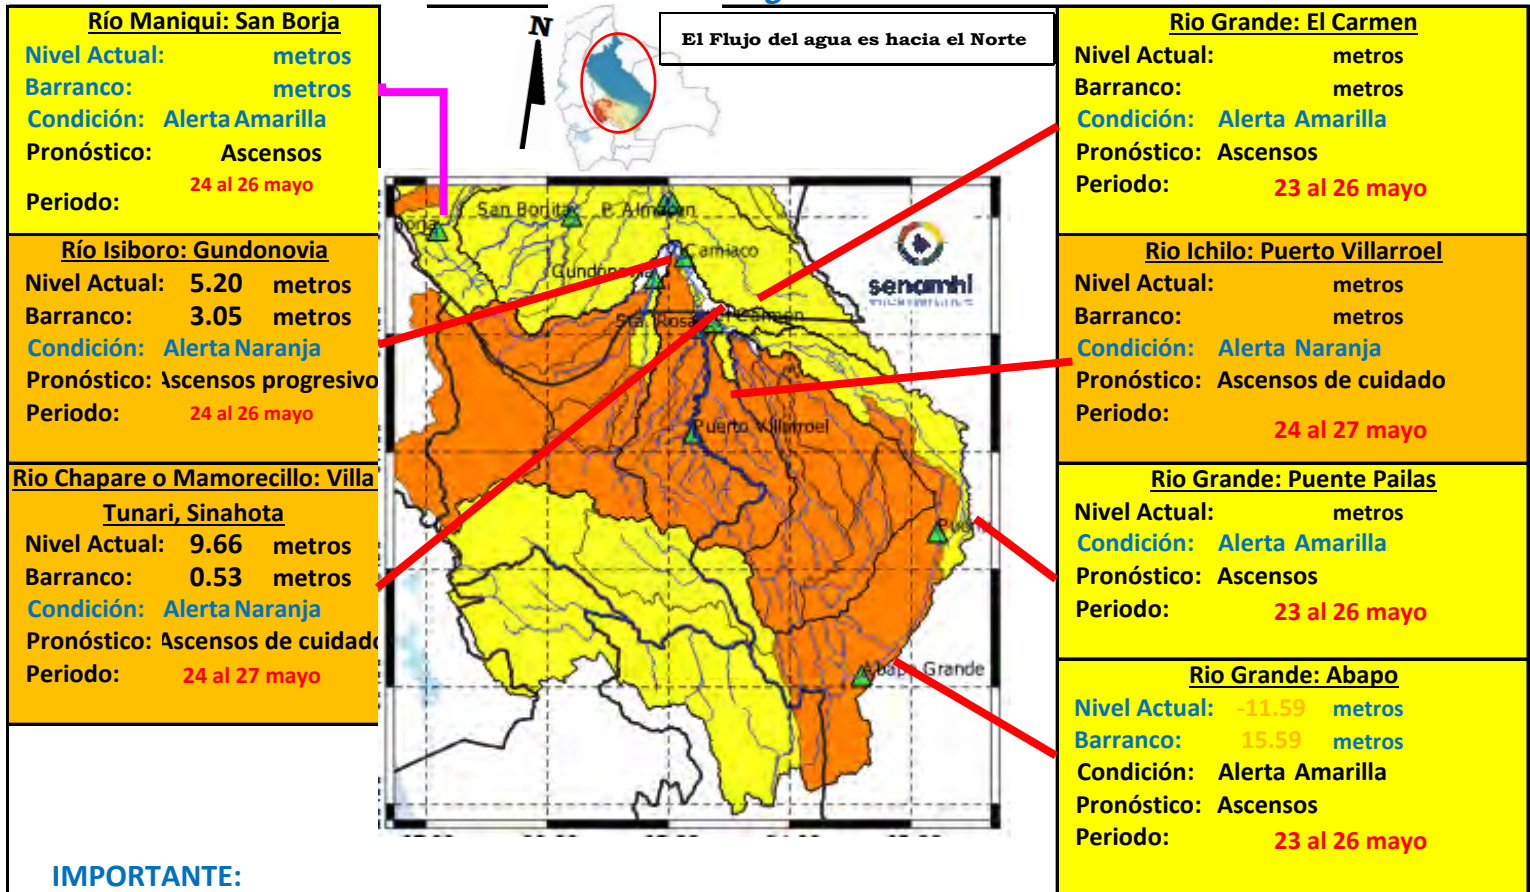 Río Maniqui: San Borja
Nivel Actual: metros
Barranco: metros
Condición: Alerta Amarilla
Pronóstico: Ascensos
24 al 26 mayo
Periodo:
Río Isiboro: Gundonovia
Nivel Actual: 5.20 metros
Barranco: 3.05 metros
Condición: Alerta Naranja
Pronóstico: Ascensos progresivo
Periodo: 24 al 26 mayo
Rio Chapare o Mamorecillo: Villa
Tunari, Sinahota
Nivel Actual: 9.66 metros
Barranco: 0.53 metros
Condición: Alerta Naranja
Pronóstico: Ascensos de cuidado
Periodo: 24 al 27 mayo
IMPORTANTE:
N
El Flujo del agua es hacia el Norte
San Borjita
P. Almacen
Camiaco
Sta. Rosa
Puerto Villarroel
Abapo Grande
senamhi
Rio Grande: El Carmen
Nivel Actual: metros
Barranco: metros
Condición: Alerta Amarilla
Pronóstico: Ascensos
Periodo: 23 al 26 mayo
Rio Ichilo: Puerto Villarroel
Nivel Actual: metros
Barranco: metros
Condición: Alerta Naranja
Pronóstico: Ascensos de cuidado
Periodo:
24 al 27 mayo
Rio Grande: Puente Pailas
Nivel Actual: metros
Condición: Alerta Amarilla
Pronóstico: Ascensos
Periodo: 23 al 26 mayo
Rio Grande: Abapo
Nivel Actual: -11.59 metros
Barranco: 15.59 metros
Condición: Alerta Amarilla
Pronóstico: Ascensos
Periodo: 23 al 26 mayo